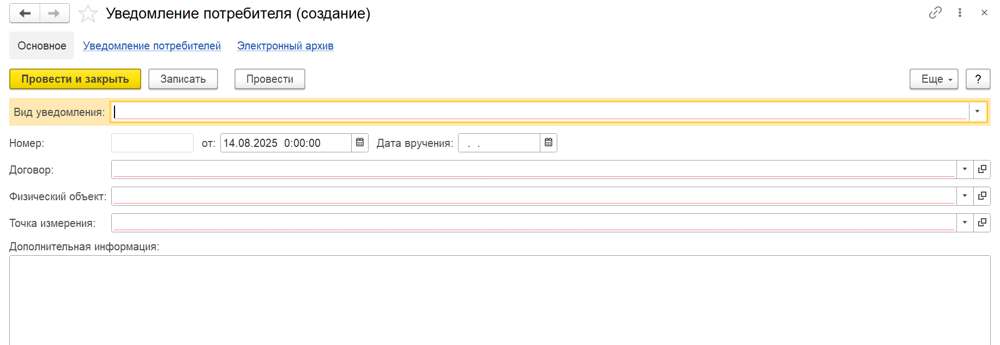 Уведомление потребителя (создание)
Основное Уведомление потребителей Электронный архив
Провести и закрыть Записать Провести Еще ?
Вид уведомления:
Номер: от: 14.08.2025 0:00:00 Дата вручения: . .
Договор:
Физический объект:
Точка измерения:
Дополнительная информация: